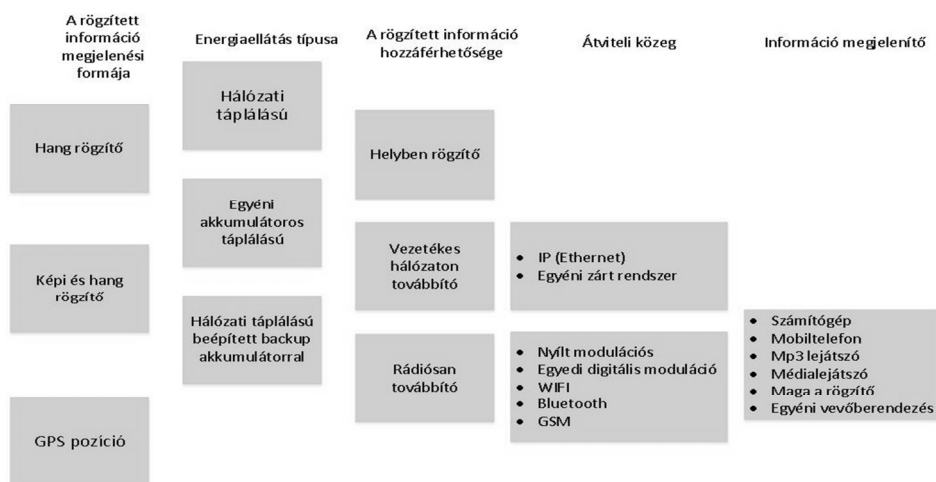 A rögzített
információ
megjelenési
formája
Hang rögzítő
Képi és hang
rögzítő
GPS pozíció
Energiaellátás típusa
Hálózati
táplálású
Egyéni
akkumulátoros
táplálású
Hálózati táplálású
beépített backup
akkumulátorral
A rögzített információ
hozzáférhetősége
Helyben rögzítő
Vezetékes
hálózaton
továbbító
Rádiósan
továbbító
Átviteli közeg
• IP (Ethernet)
• Egyéni zárt rendszer
• Nyílt modulációs
• Egyedi digitális moduláció
• WIFI
• Bluetooth
• GSM
Információ megjelenítő
• Számítógép
• Mobiltelefon
• Mp3 lejátszó
• Médialejátszó
• Maga a rögzítő
• Egyéni vevőberendezés